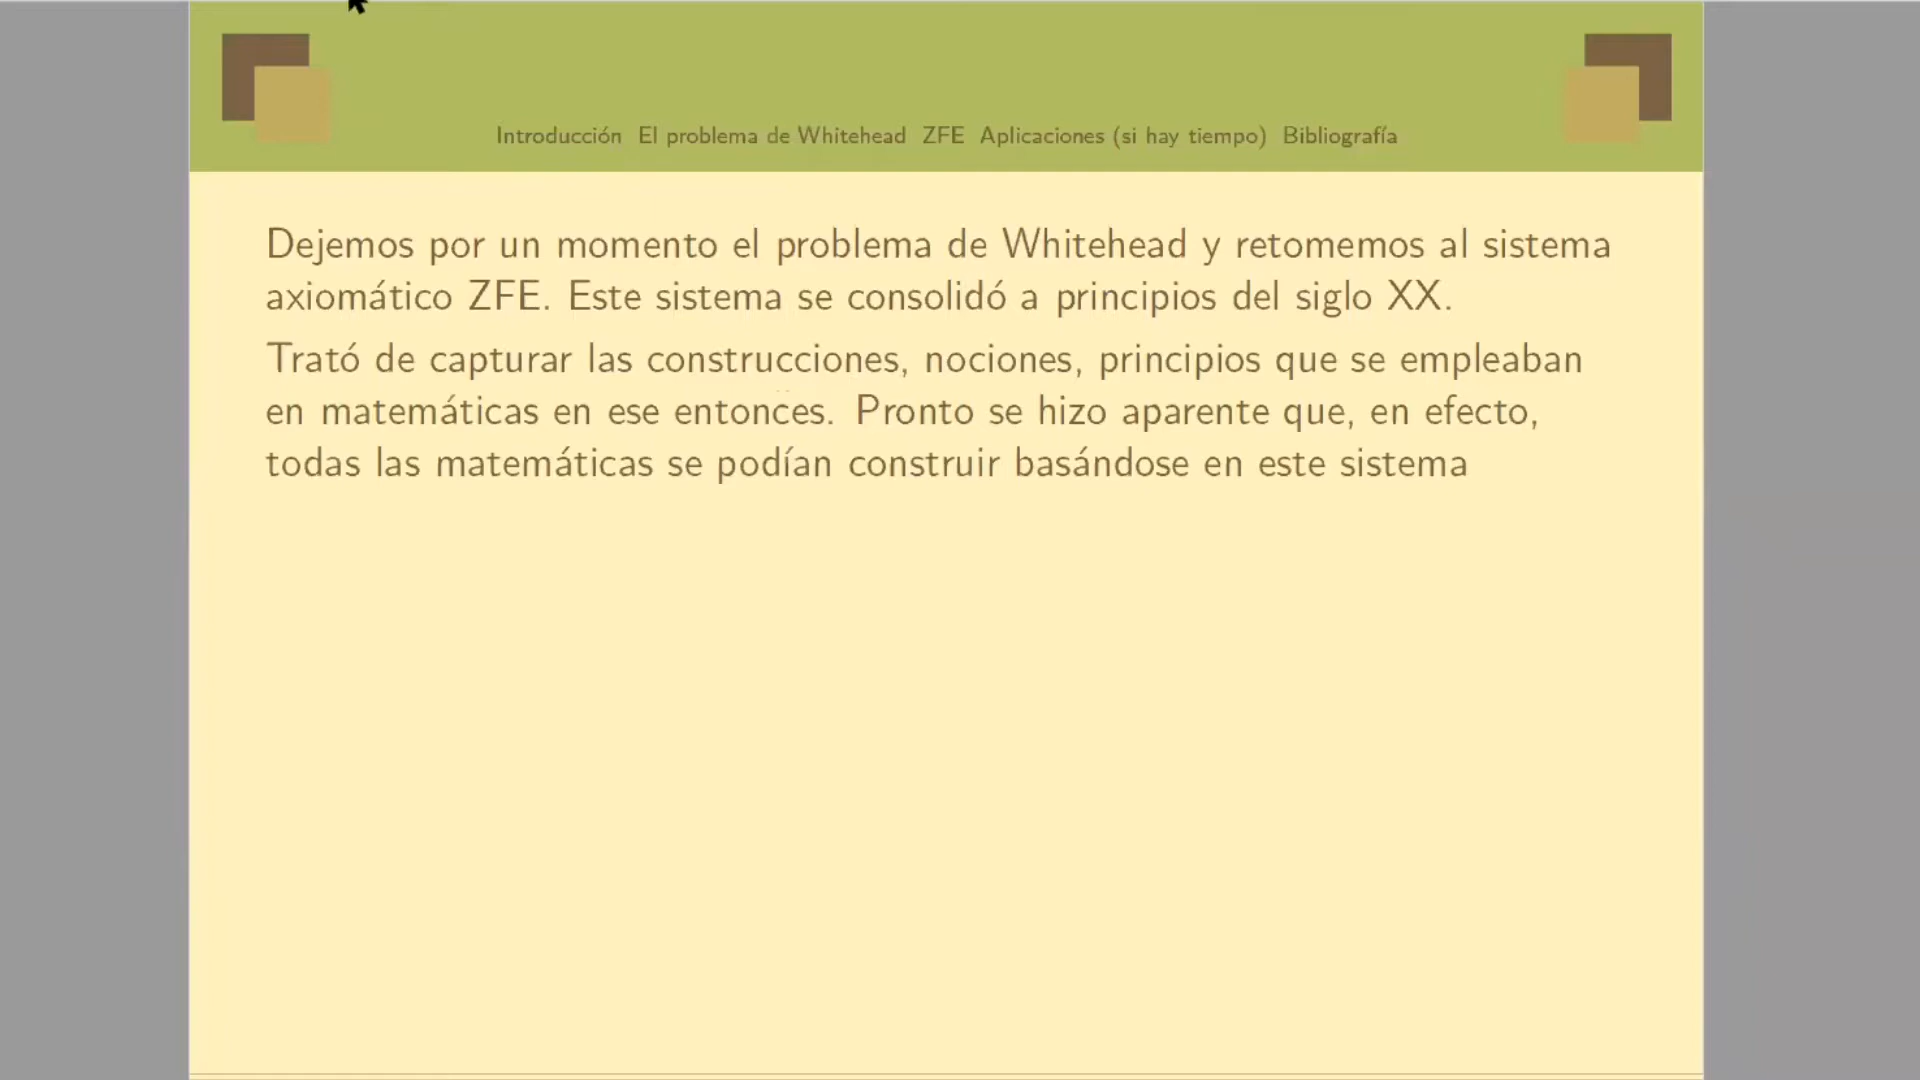 Introducción El problema de Whitehead ZFE Aplicaciones (si hay tiempo) Bibliografía
Dejemos por un momento el problema de Whitehead y retomemos al sistema
axiomático ZFE. Este sistema se consolidó a principios del siglo XX.
Trató de capturar las construcciones, nociones, principios que se empleaban
en matemáticas en ese entonces. Pronto se hizo aparente que, en efecto,
todas las matemáticas se podían construir basándose en este sistema